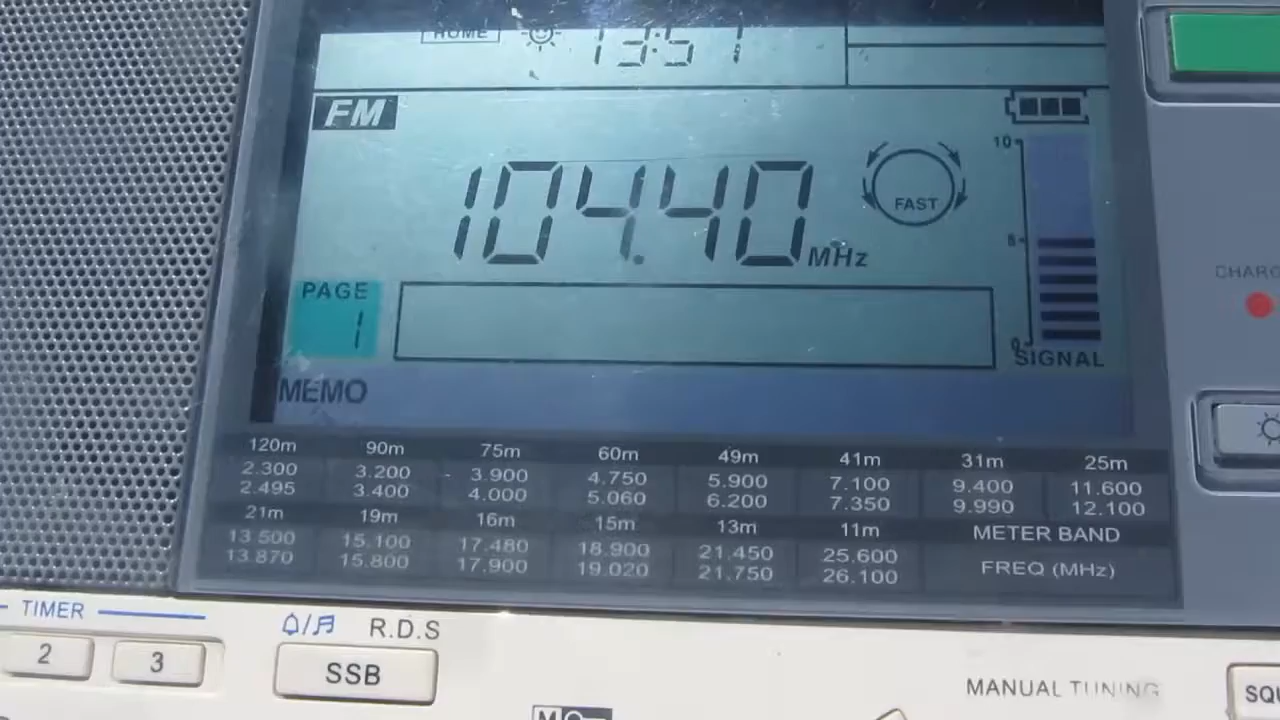 HOME 13:51
FM
10
104.40 MHz
FAST
5
PAGE
1
0
SIGNAL
MEMO
120m 90m 75m 60m 49m 41m 31m 25m
2.300 3.200 3.900 4.750 5.900 7.100 9.400 11.600
2.495 3.400 4.000 5.060 6.200 7.350 9.990 12.100
21m 19m 16m 15m 13m 11m METER BAND
13.500 15.100 17.480 18.900 21.450 25.600 FREQ (MHz)
13.870 15.800 17.900 19.020 21.750 26.100
TIMER
R.D.S
2 3 SSB
MANUAL TUNING